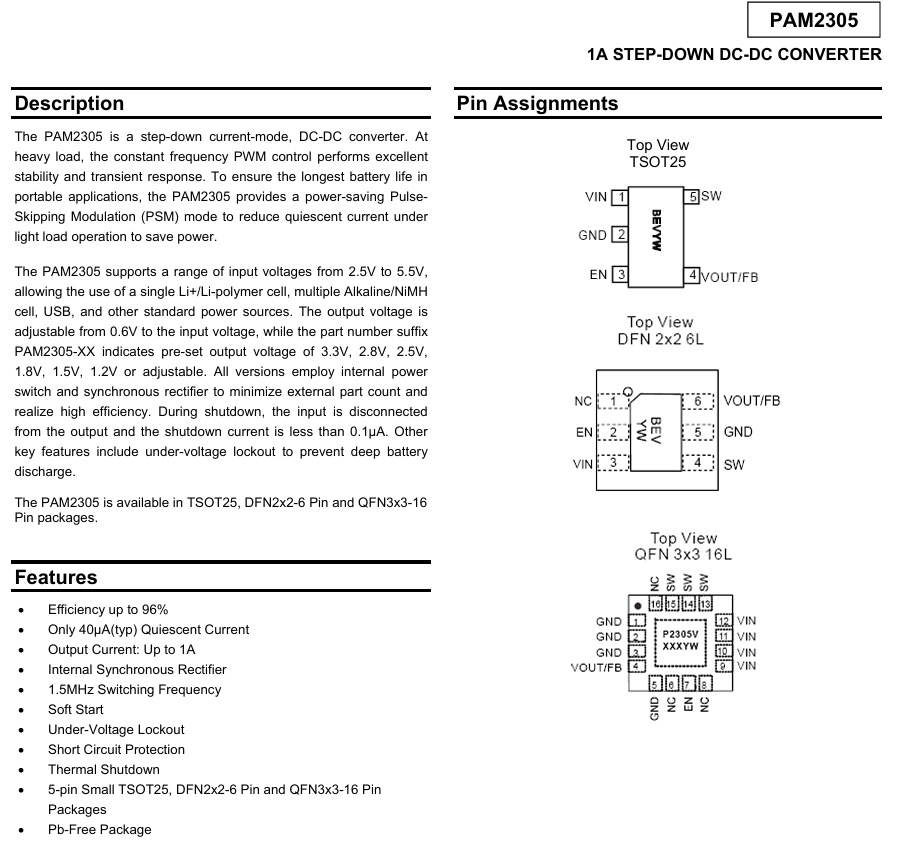 PAM2305
1A STEP-DOWN DC-DC CONVERTER
Description
The PAM2305 is a step-down current-mode, DC-DC converter. At
heavy load, the constant frequency PWM control performs excellent
stability and transient response. To ensure the longest battery life in
portable applications, the PAM2305 provides a power-saving Pulse-
Skipping Modulation (PSM) mode to reduce quiescent current under
light load operation to save power.
The PAM2305 supports a range of input voltages from 2.5V to 5.5V,
allowing the use of a single Li+/Li-polymer cell, multiple Alkaline/NiMH
cell, USB, and other standard power sources. The output voltage is
adjustable from 0.6V to the input voltage, while the part number suffix
PAM2305-XX indicates pre-set output voltage of 3.3V, 2.8V, 2.5V,
1.8V, 1.5V, 1.2V or adjustable. All versions employ internal power
switch and synchronous rectifier to minimize external part count and
realize high efficiency. During shutdown, the input is disconnected
from the output and the shutdown current is less than 0.1µA. Other
key features include under-voltage lockout to prevent deep battery
discharge.
The PAM2305 is available in TSOT25, DFN2x2-6 Pin and QFN3x3-16
Pin packages.
Features
• Efficiency up to 96%
• Only 40µA(typ) Quiescent Current
• Output Current: Up to 1A
• Internal Synchronous Rectifier
• 1.5MHz Switching Frequency
• Soft Start
• Under-Voltage Lockout
• Short Circuit Protection
• Thermal Shutdown
• 5-pin Small TSOT25, DFN2x2-6 Pin and QFN3x3-16 Pin
Packages
• Pb-Free Package
Pin Assignments
Top View
TSOT25
VIN 1 5 SW
GND 2
BEVYW
EN 3 4 VOUT/FB
Top View
DFN 2x2 6L
NC 1 6 VOUT/FB
EN 2 5 GND
VIN 3 4 SW
BEV
YW
Top View
QFN 3x3 16L
NC SW SW SW
16 15 14 13
GND 1 12 VIN
GND 2 11 VIN
GND 3 10 VIN
VOUT/FB 4 9 VIN
P2305V
XXXYW
5 6 7 8
GND NC EN NC